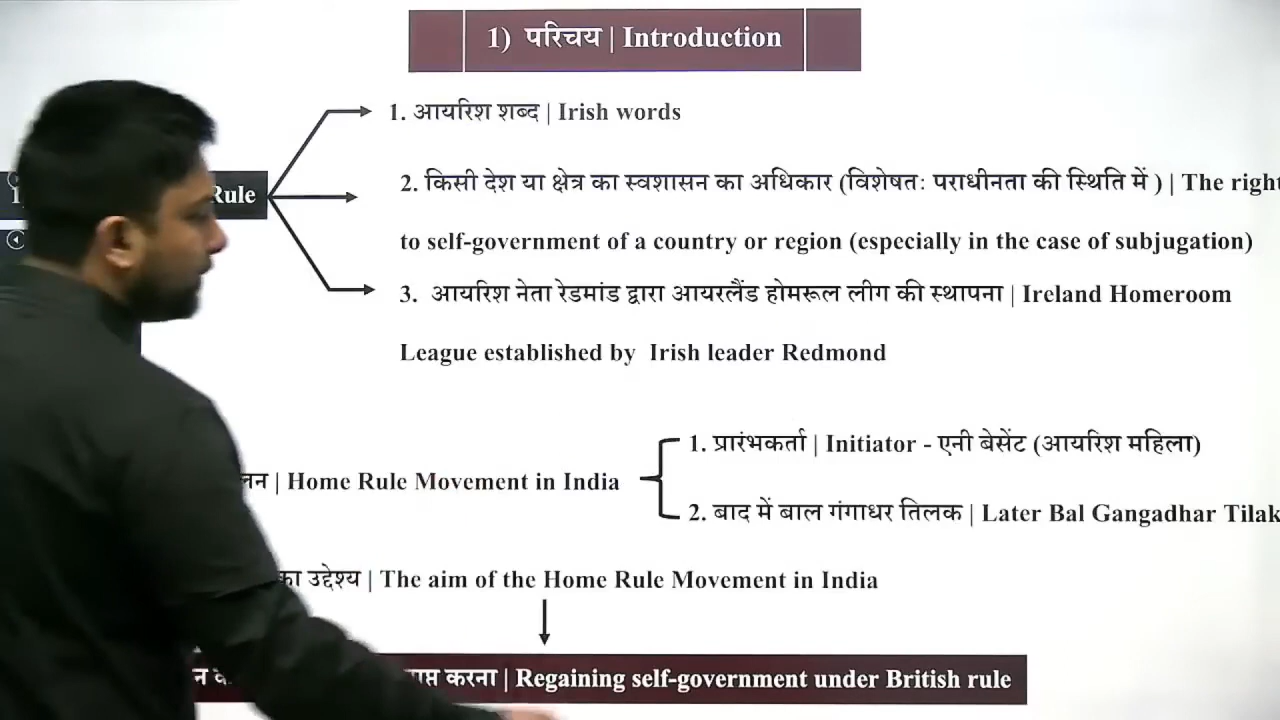 1) परिचय | Introduction
1. आयरिश शब्द | Irish words
Rule
2. किसी देश या क्षेत्र का स्वशासन का अधिकार (विशेषतः पराधीनता की स्थिति में ) | The right
to self-government of a country or region (especially in the case of subjugation)
3. आयरिश नेता रेडमांड द्वारा आयरलैंड होमरूल लीग की स्थापना | Ireland Homeroom
League established by Irish leader Redmond
1. प्रारंभकर्ता | Initiator - एनी बेसेंट (आयरिश महिला)
| Home Rule Movement in India
2. बाद में बाल गंगाधर तिलक | Later Bal Gangadhar Tilak
का उद्देश्य | The aim of the Home Rule Movement in India
करना | Regaining self-government under British rule